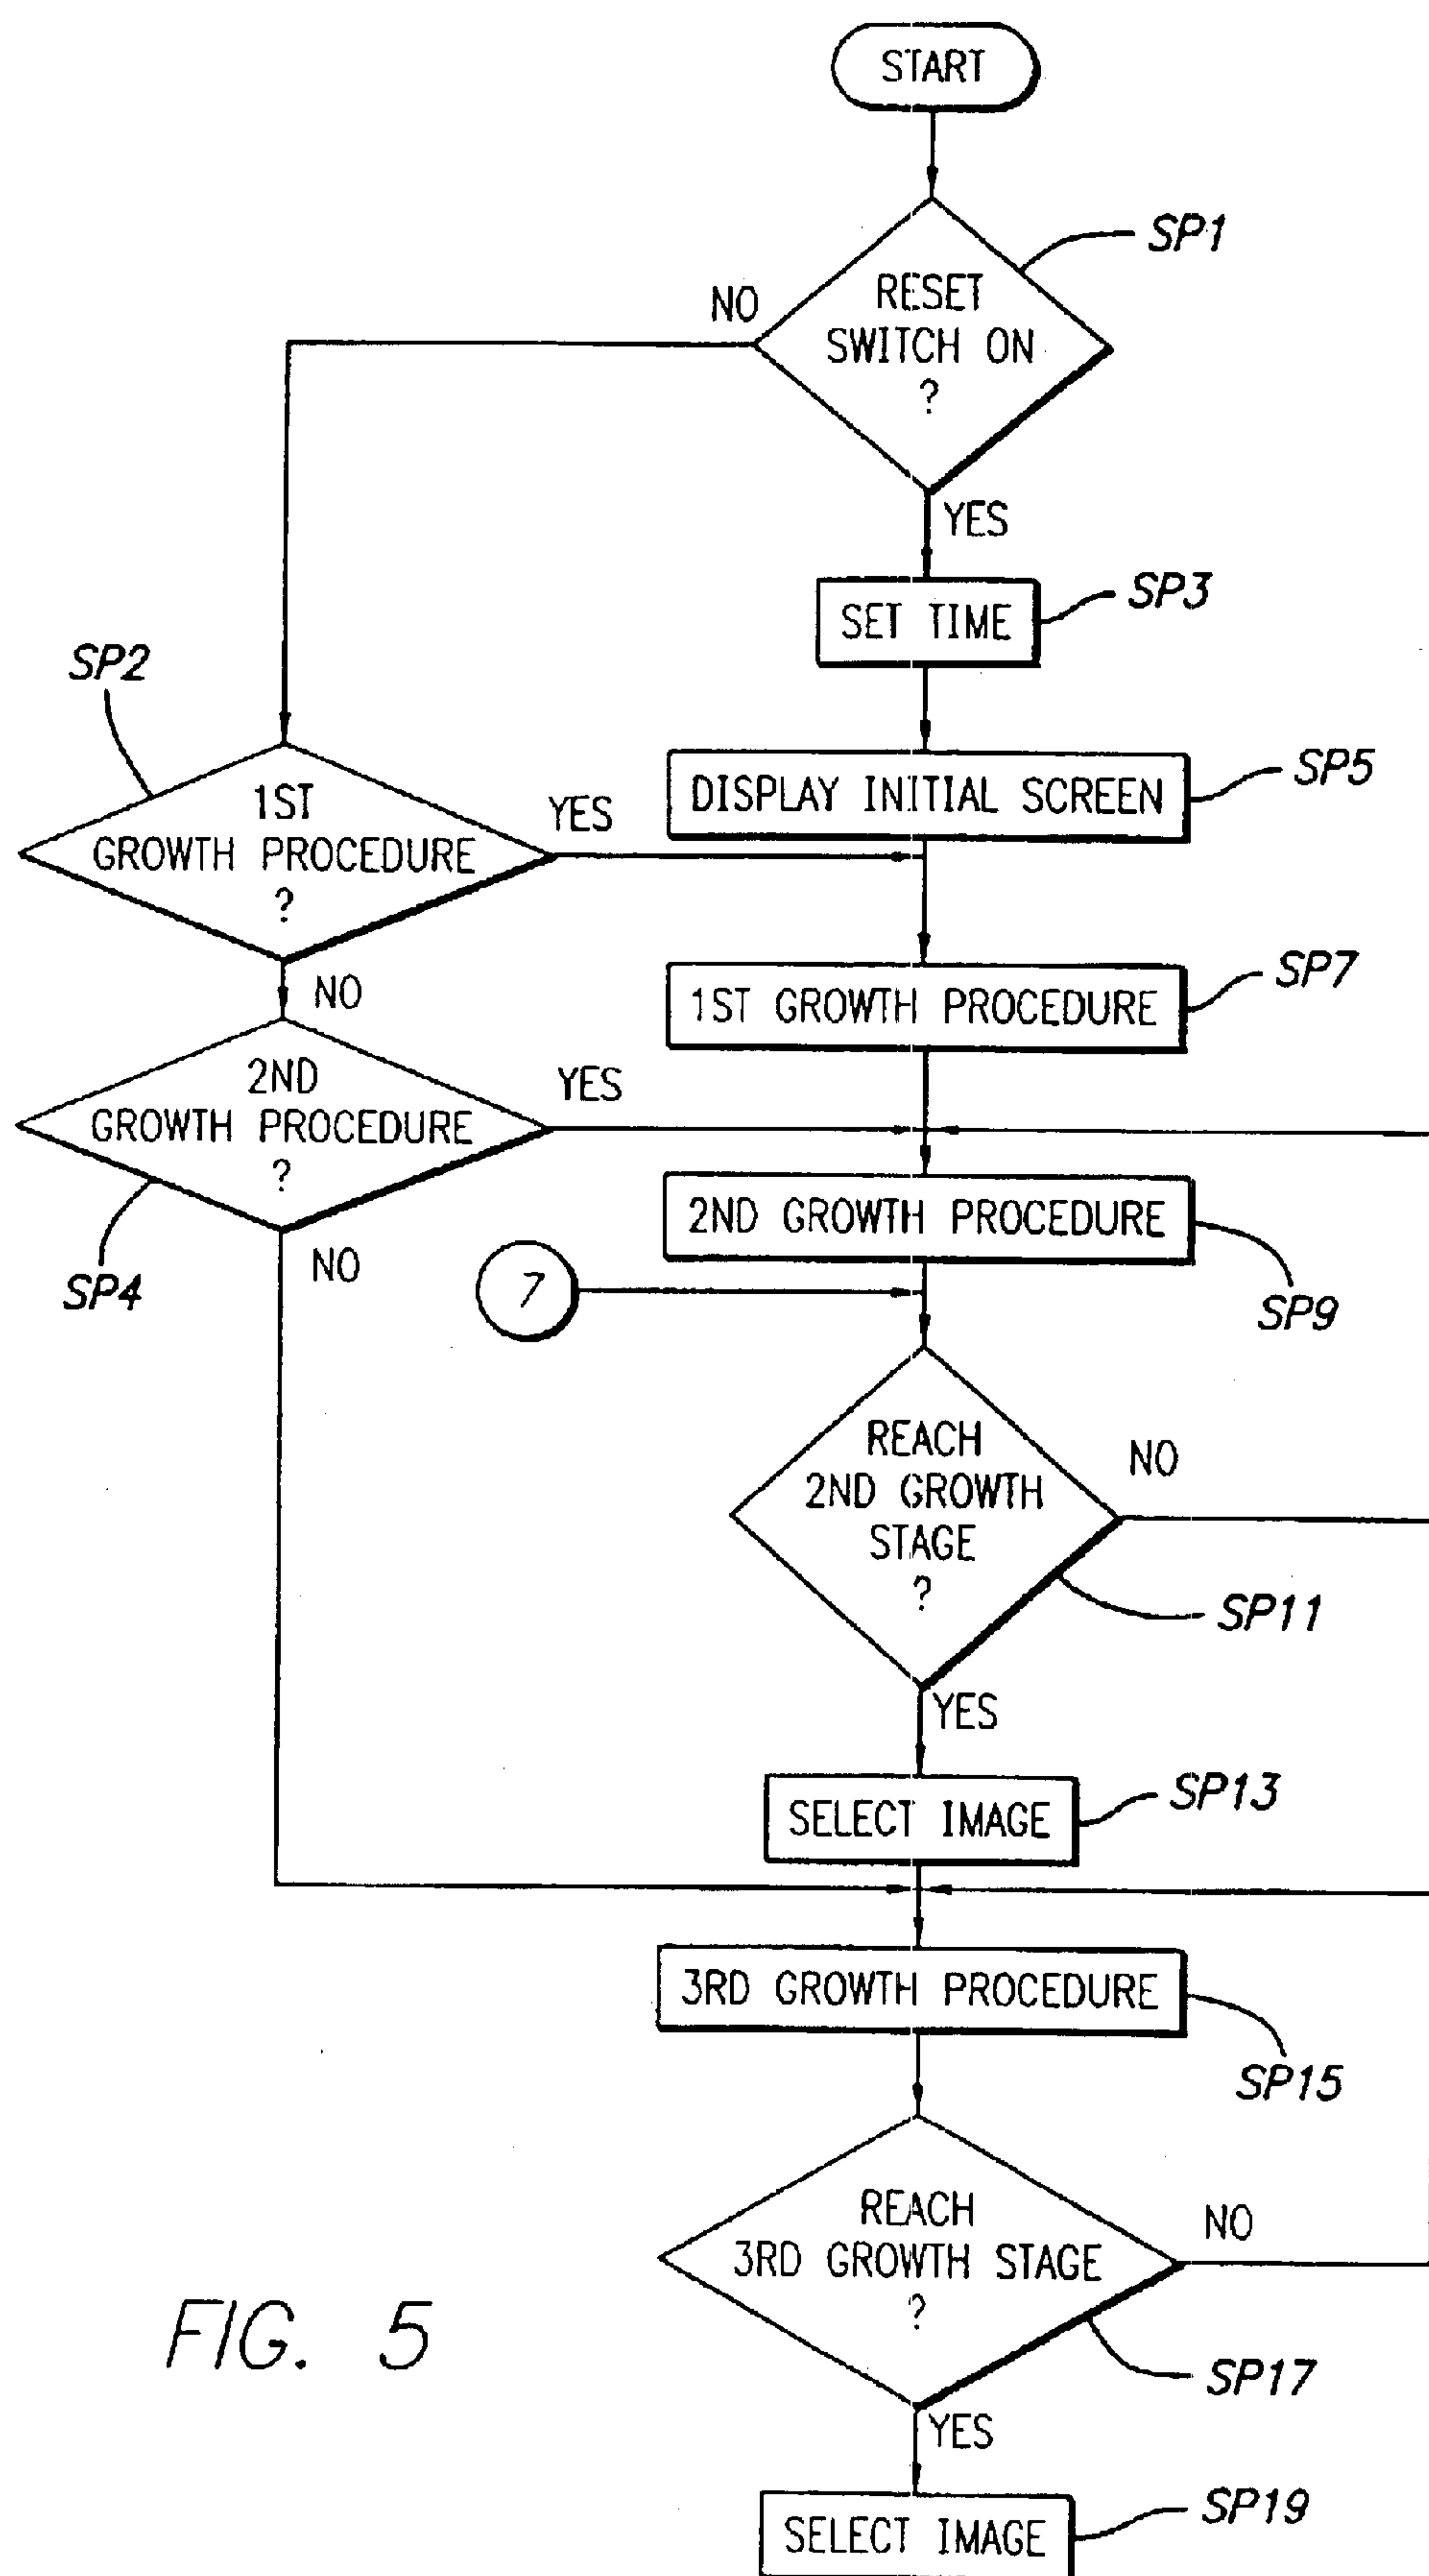 START
SP1
NO
RESET
SWITCH ON
?
YES
SET TIME
SP3
SP2
DISPLAY INITIAL SCREEN
SP5
1ST
GROWTH PROCEDURE
?
YES
NO
1ST GROWTH PROCEDURE
SP7
2ND
GROWTH PROCEDURE
?
YES
SP4
NO
2ND GROWTH PROCEDURE
SP9
7
REACH
2ND GROWTH
STAGE
?
NO
SP11
YES
SELECT IMAGE
SP13
3RD GROWTH PROCEDURE
SP15
REACH
3RD GROWTH STAGE
?
NO
SP17
YES
SELECT IMAGE
SP19
FIG. 5